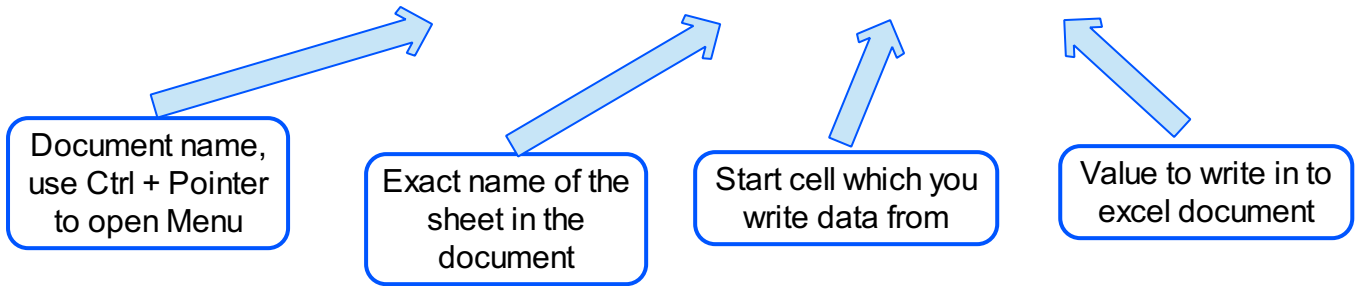 Document name,
use Ctrl + Pointer
to open Menu
Exact name of the
sheet in the
document
Start cell which you
write data from
Value to write in to
excel document